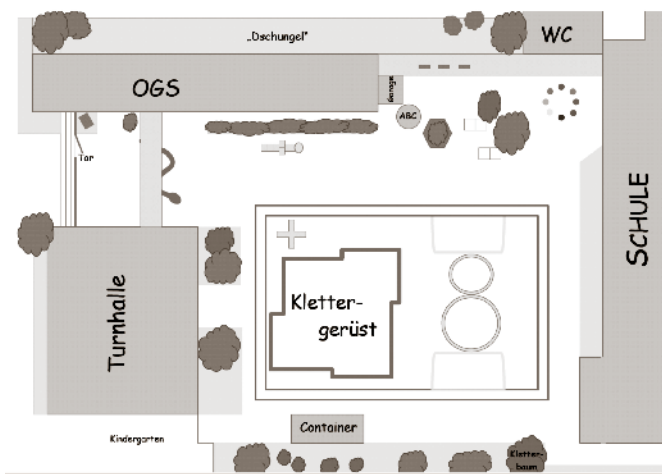 „Dschungel"
WC
OGS
Garage
ABC
Tor
SCHULE
Turnhalle
Kletter-
gerüst
Container
Kindergarten
Kletter-
baum